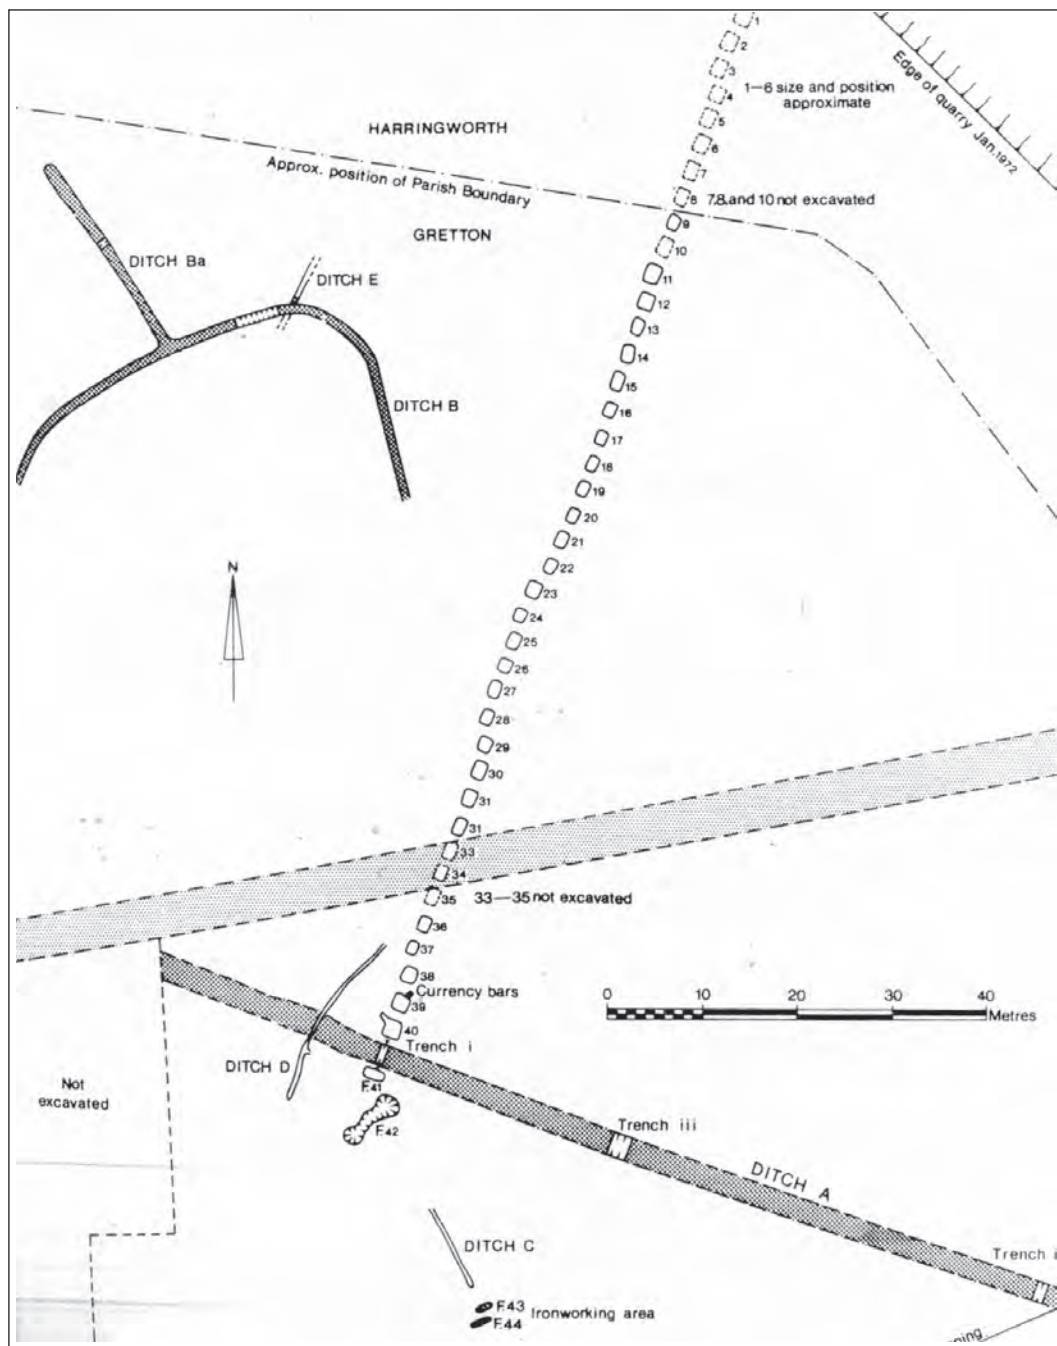 1
2
3
1—6 size and position
approximate
4
5
6
7
8
7.8.and 10 not excavated
Edge of quarry Jan.1972
HARRINGWORTH
Approx. position of Parish Boundary
GRETTON
9
10
11
12
13
14
15
16
17
18
19
20
21
22
23
24
25
26
27
28
29
30
31
31
33
34
35
33—35 not excavated
36
37
38
39
40
DITCH Ba
DITCH E
DITCH B
N
Currency bars
Trench i
0 10 20 30 40
Metres
DITCH D
F.41
F.42
Not
excavated
Trench iii
DITCH A
DITCH C
Trench i
F.43
F.44
Ironworking area